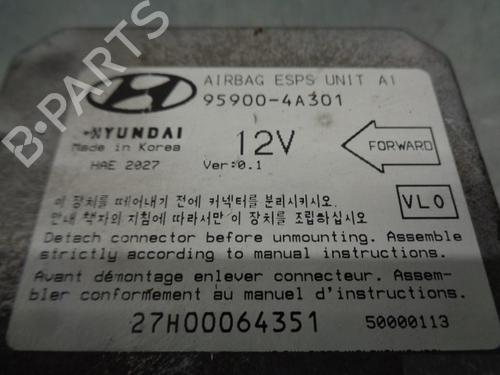 B-PARTS
AIRBAG ESPS UNIT A1
95900-4A301
HYUNDAI
Made in Korea
HAE 2027
12V
Ver:0.1
FORWARD
VL0
이 장치를 떼어내기 전에 커넥터를 분리시키시오.
안내 책자의 지침에 따라서만 이 장치를 조립하십시오
Detach connector before unmounting. Assemble
strictly according to manual instructions.
Avant démontage enlever connecteur. Assem-
bler conformement au manuel d'instructions.
27H00064351
50000113